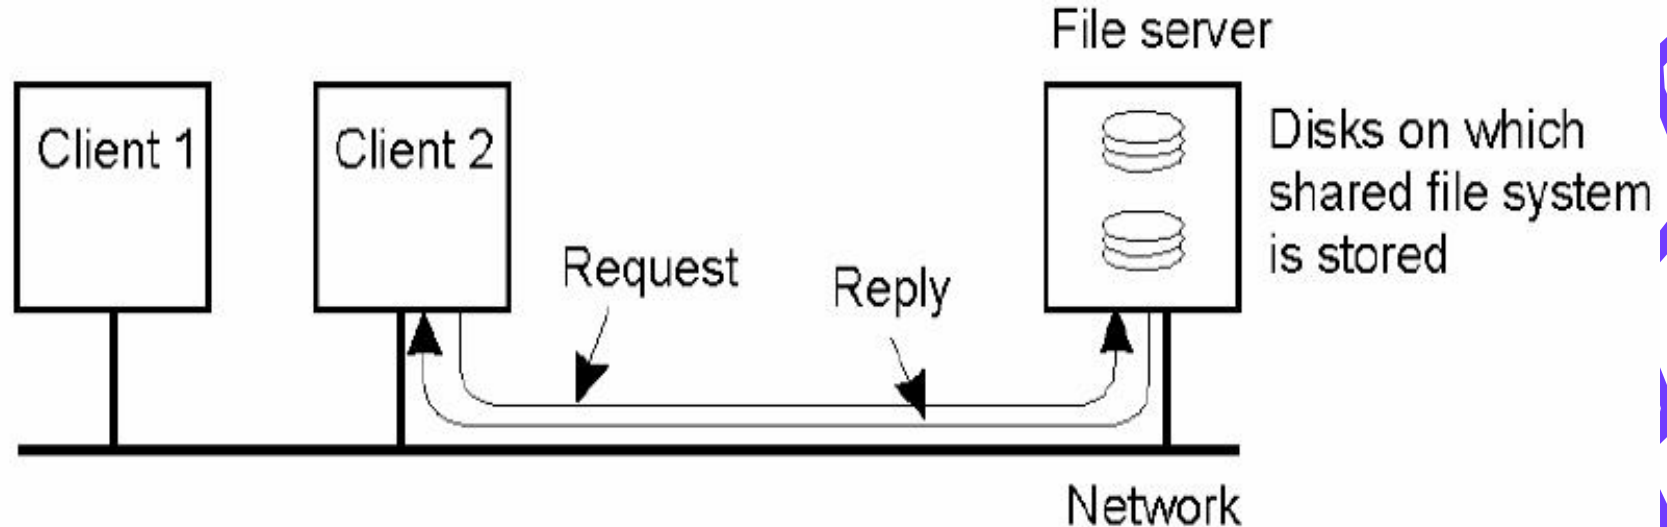 File server
Client 1
Client 2
Disks on which
shared file system
is stored
Request
Reply
Network